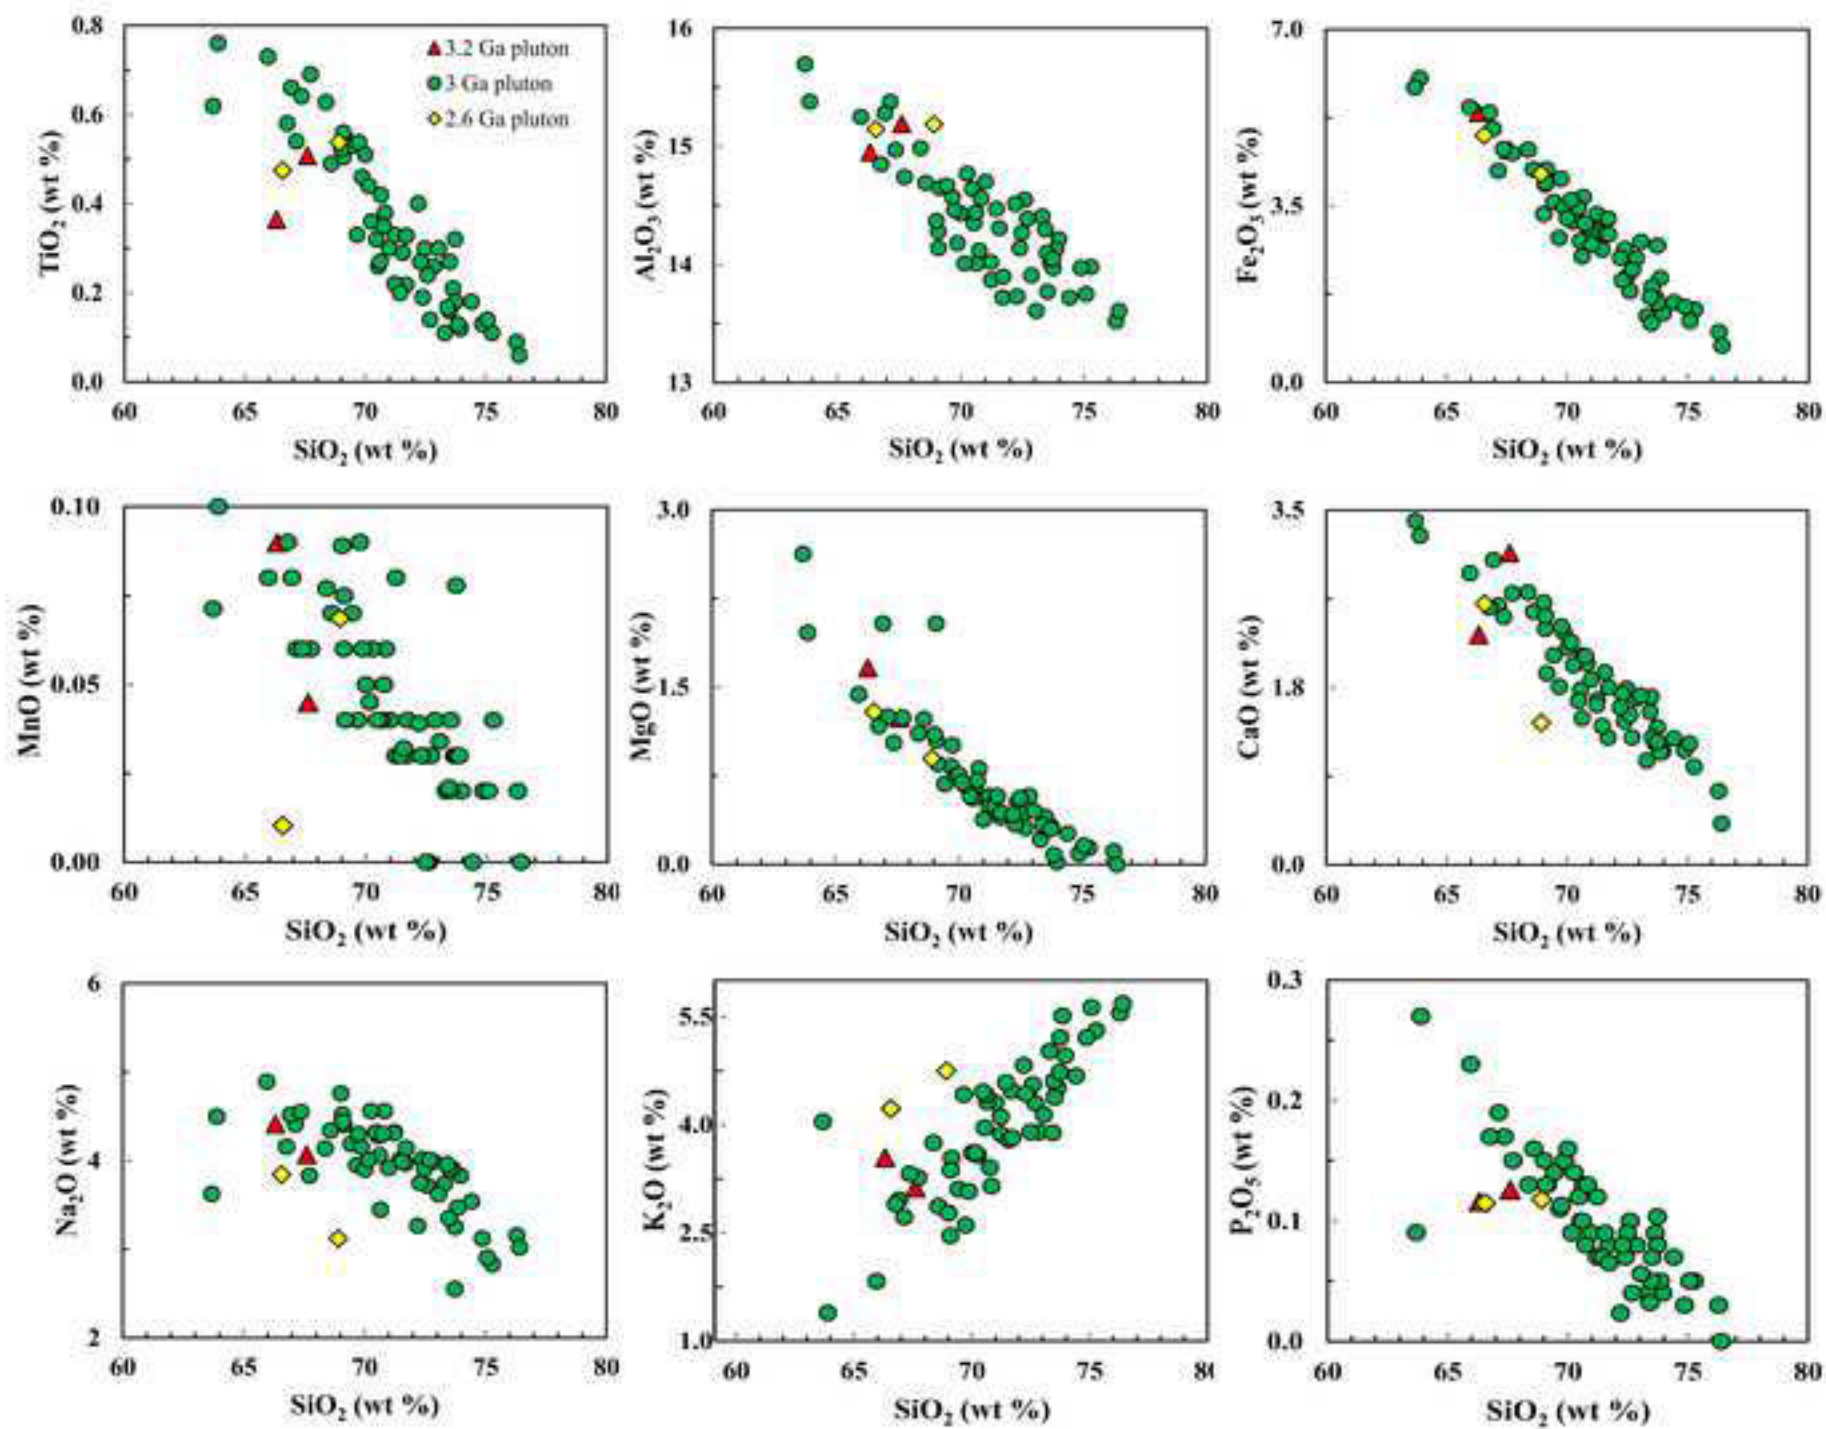 TiO2 (wt %)
0.8
0.6
0.4
0.2
0.0
3.2 Ga pluton
3 Ga pluton
2.6 Ga pluton
60 65 70 75 80
SiO2 (wt %)
Al2O3 (wt %)
16
15
14
13
60 65 70 75 80
SiO2 (wt %)
Fe2O3 (wt %)
7.0
3.5
0.0
60 65 70 75 80
SiO2 (wt %)
MnO (wt %)
0.10
0.05
0.00
60 65 70 75 80
SiO2 (wt %)
MgO (wt %)
3.0
1.5
0.0
60 65 70 75 80
SiO2 (wt %)
CaO (wt %)
3.5
1.8
0.0
60 65 70 75 80
SiO2 (wt %)
Na2O (wt %)
6
4
2
60 65 70 75 80
SiO2 (wt %)
K2O (wt %)
5.5
4.0
2.5
1.0
60 65 70 75 80
SiO2 (wt %)
P2O5 (wt %)
0.3
0.2
0.1
0.0
60 65 70 75 80
SiO2 (wt %)